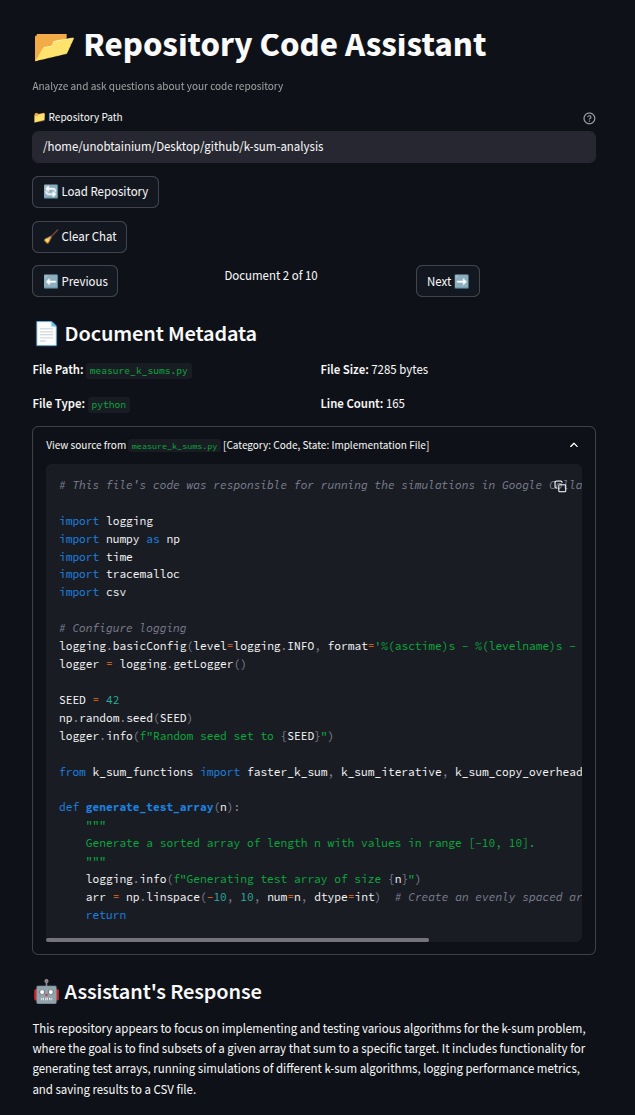 📂 Repository Code Assistant
Analyze and ask questions about your code repository
📁 Repository Path
/home/unobtainium/Desktop/github/k-sum-analysis
🔄 Load Repository
🧹 Clear Chat
⬅️ Previous
Document 2 of 10
Next ➡️
📄 Document Metadata
File Path: measure_k_sums.py
File Size: 7285 bytes
File Type: python
Line Count: 165
View source from measure_k_sums.py [Category: Code, State: Implementation File]
# This file's code was responsible for running the simulations in Google
import logging
import numpy as np
import time
import tracemalloc
import csv
# Configure logging
logging.basicConfig(level=logging.INFO, format='%(asctime)s - %(levelname)s -
logger = logging.getLogger()
SEED = 42
np.random.seed(SEED)
logger.info(f"Random seed set to {SEED}")
from k_sum_functions import faster_k_sum, k_sum_iterative, k_sum_copy_overhead
def generate_test_array(n):
"""
Generate a sorted array of length n with values in range [-10, 10].
"""
logging.info(f"Generating test array of size {n}")
arr = np.linspace(-10, 10, num=n, dtype=int)  # Create an evenly spaced ar
return
🤖 Assistant's Response
This repository appears to focus on implementing and testing various algorithms for the k-sum problem,
where the goal is to find subsets of a given array that sum to a specific target. It includes functionality for
generating test arrays, running simulations of different k-sum algorithms, logging performance metrics,
and saving results to a CSV file.